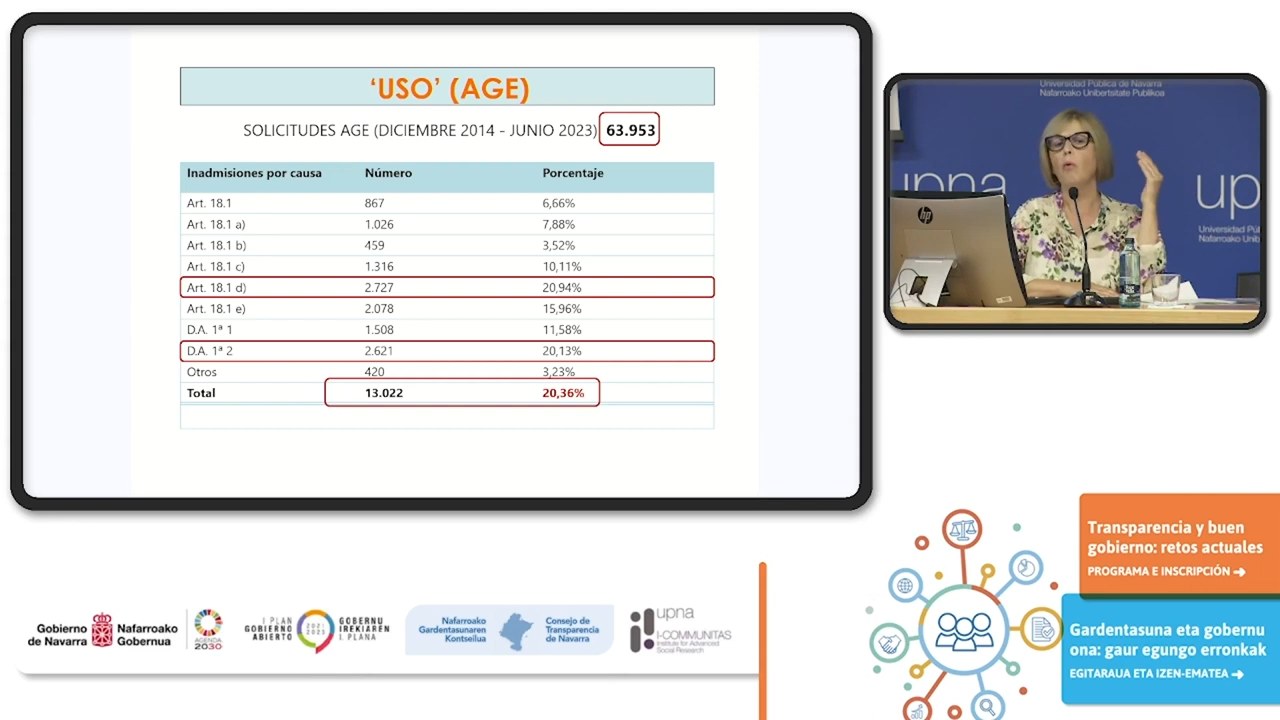 ‘USO’ (AGE)
SOLICITUDES AGE (DICIEMBRE 2014 - JUNIO 2023) 63.953
Inadmisiones por causa Número Porcentaje
Art. 18.1 867 6,66%
Art. 18.1 a) 1.026 7,88%
Art. 18.1 b) 459 3,52%
Art. 18.1 c) 1.316 10,11%
Art. 18.1 d) 2.727 20,94%
Art. 18.1 e) 2.078 15,96%
D.A. 1ª 1 1.508 11,58%
D.A. 1ª 2 2.621 20,13%
Otros 420 3,23%
Total 13.022 20,36%
Universidad Pública de Navarra
Nafarroako Unibertsitate Publikoa
upna
hp
up
Universidad Púb
Nafarroako Unib
Transparencia y buen
gobierno: retos actuales
PROGRAMA E INSCRIPCIÓN ➜
Gardentasuna eta gobernu
ona: gaur egungo erronkak
EGITARAUA ETA IZEN-EMATEA ➜
Gobierno
de Navarra
Nafarroako
Gobernua
AGENDA
2030
I PLAN
GOBIERNO
ABIERTO
2021
GOBERNU
IREKIAREN
I. PLANA
Nafarroako
Gardentasunaren
Kontseilua
Consejo de
Transparencia
de Navarra
upna
I-COMMUNITAS
Institute for Advanced
Social Research